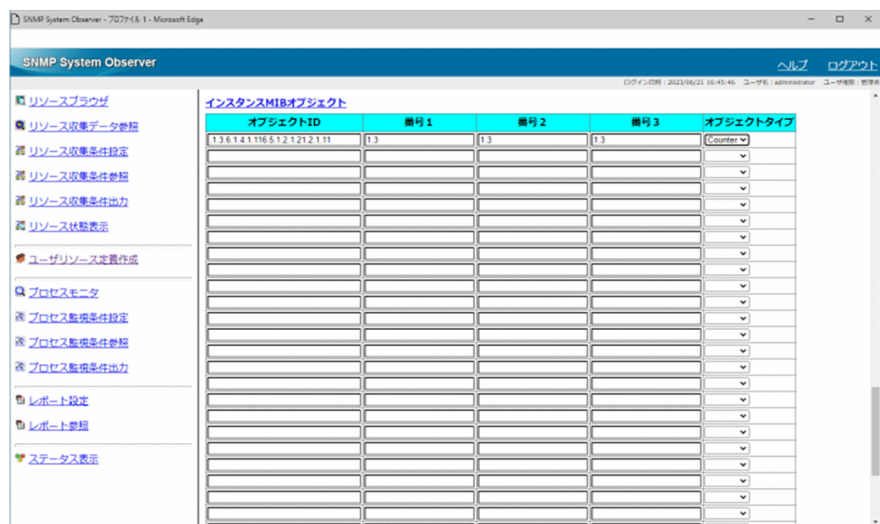 SNMP System Observer - プロファイル 1 - Microsoft Edge
SNMP System Observer
ヘルプ ログアウト
ログイン日時 : 2023/06/21 16:45:46 ユーザ名 : administrator ユーザ権限 : 管理者
リソースブラウザ
リソース収集データ参照
リソース収集条件設定
リソース収集条件参照
リソース収集条件出力
リソース状態表示
ユーザリソース定義作成
プロセスモニタ
プロセス監視条件設定
プロセス監視条件参照
プロセス監視条件出力
レポート設定
レポート参照
ステータス表示
インスタンスMIBオブジェクト
オブジェクトID 番号1 番号2 番号3 オブジェクトタイプ
.1.3.6.1.4.1.116.5.1.2.1.21.2.1.11 1.3 1.3 1.3 Counter